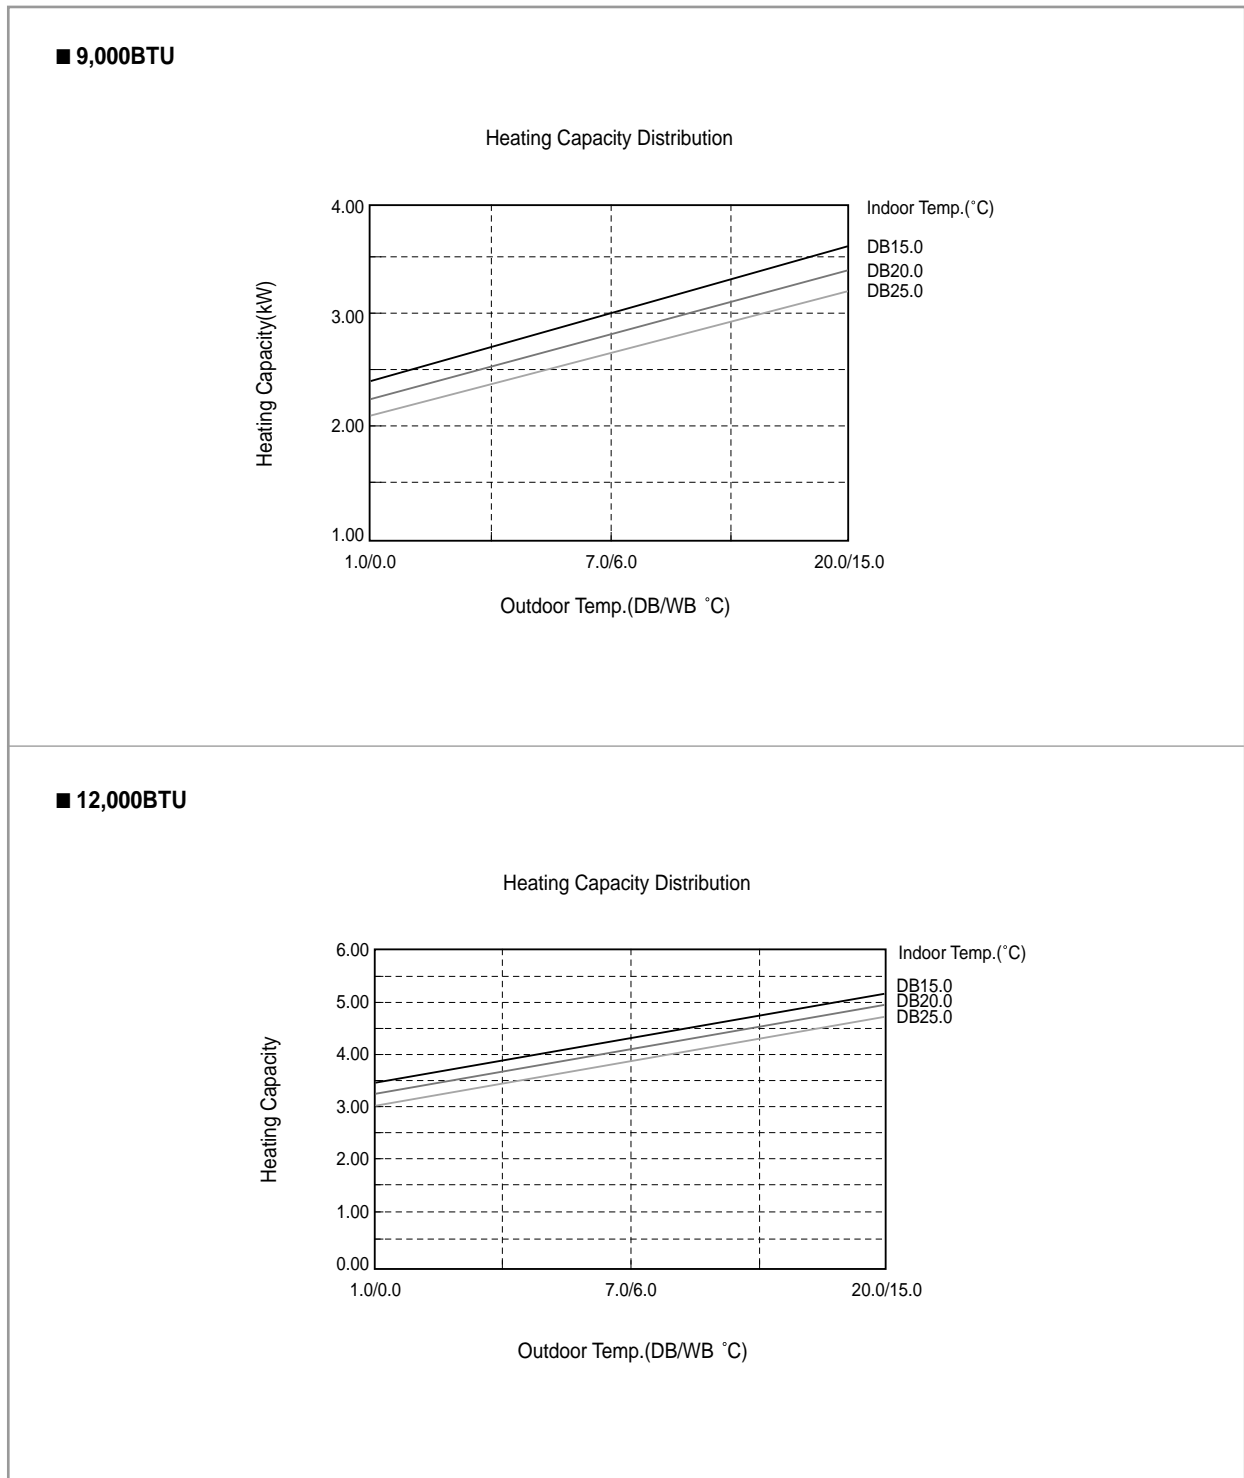 ■ 9,000BTU
Heating Capacity Distribution
4.00
3.00
2.00
1.00
Heating Capacity(kW)
Indoor Temp.(˚C)
DB15.0
DB20.0
DB25.0
1.0/0.0 7.0/6.0 20.0/15.0
Outdoor Temp.(DB/WB ˚C)
■ 12,000BTU
Heating Capacity Distribution
6.00
5.00
4.00
3.00
2.00
1.00
0.00
Heating Capacity
Indoor Temp.(˚C)
DB15.0
DB20.0
DB25.0
1.0/0.0 7.0/6.0 20.0/15.0
Outdoor Temp.(DB/WB ˚C)